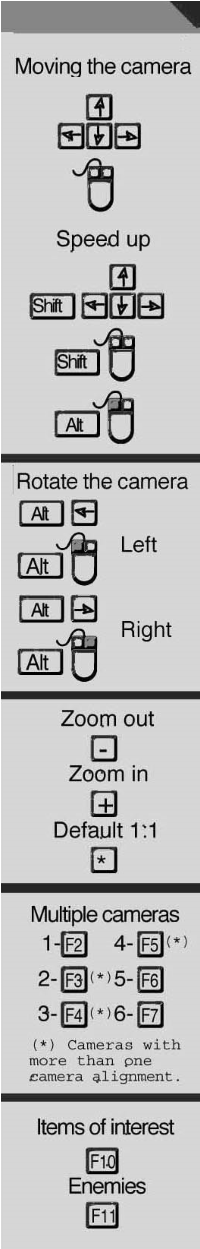 Moving the camera
Speed up
Shift
Shift
Alt
Rotate the camera
Alt
Left
Alt
Alt
Right
Alt
Zoom out
-
Zoom in
+
Default 1:1
*
Multiple cameras
1-F2 4-F5(*)
2-F3(*)5-F6
3-F4(*)6-F7
(*) Cameras with
more than one
camera alignment.
Items of interest
F10
Enemies
F11